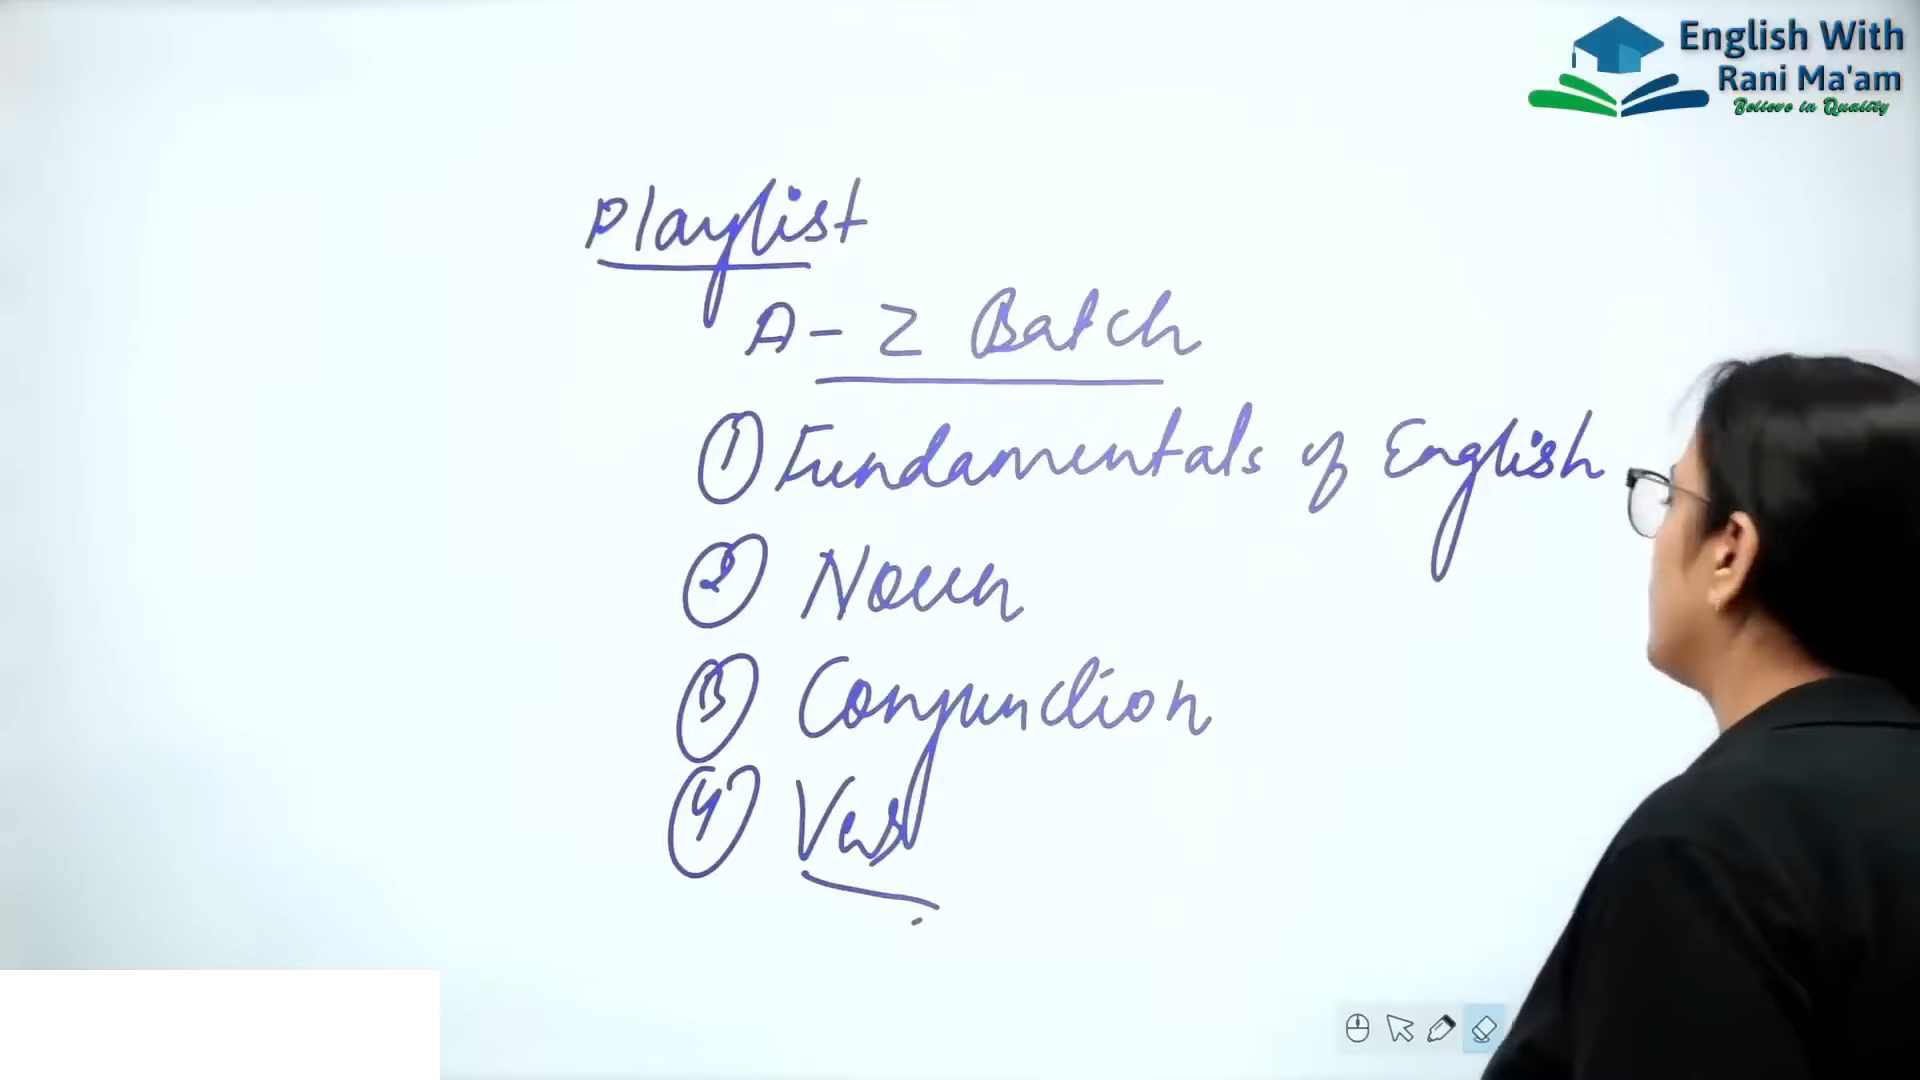 English With
Rani Ma'am
Believe in Quality
Playlist
A - Z Batch
① Fundamentals of English
② Noun
③ Conjunction
④ Verb